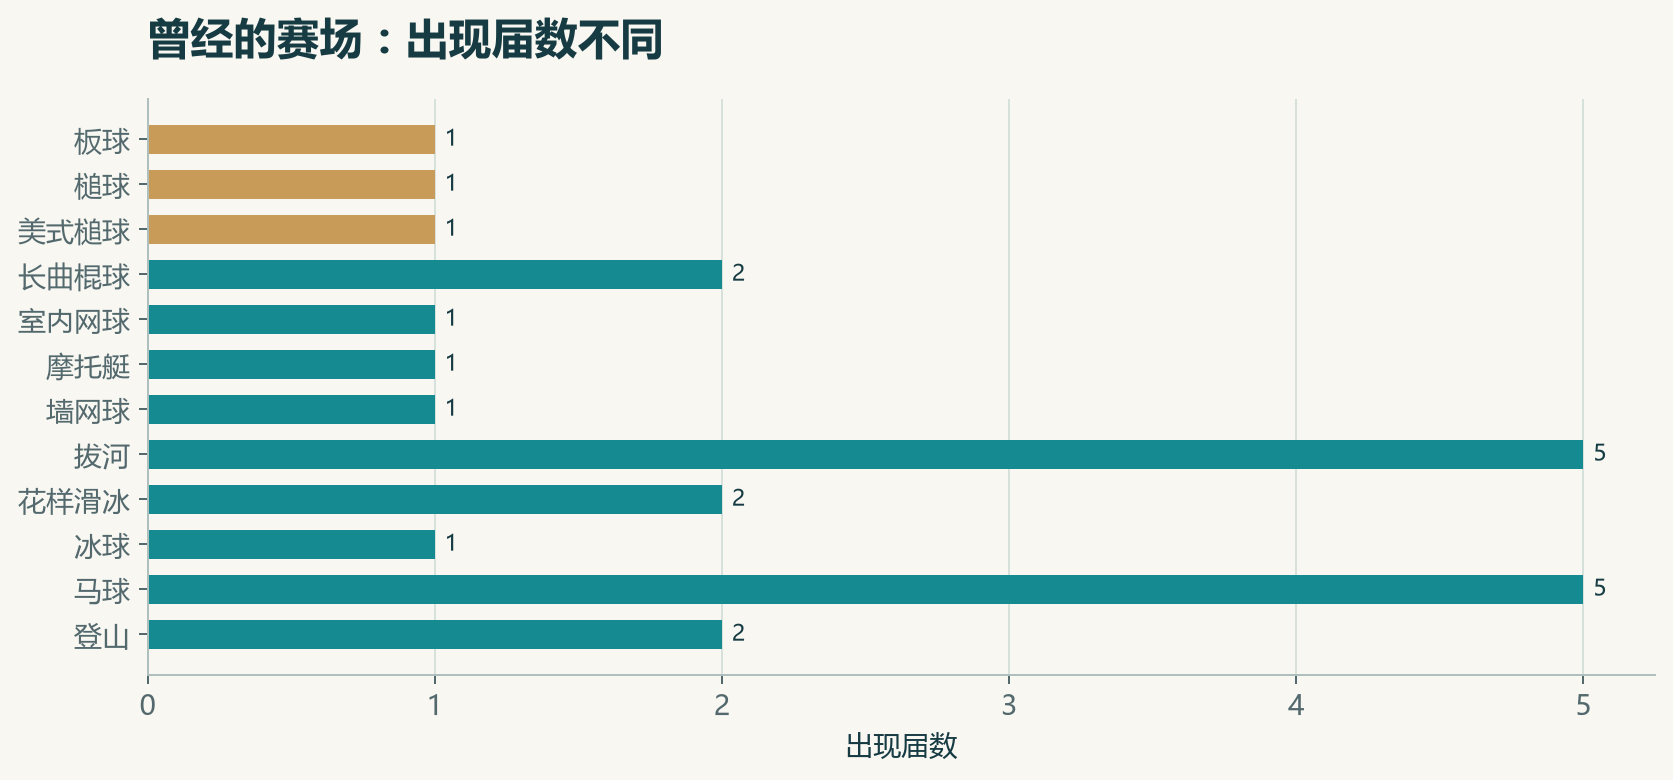 曾经的赛场：出现届数不同
板球 1
槌球 1
美式槌球 1
长曲棍球 2
室内网球 1
摩托艇 1
墙网球 1
拔河 5
花样滑冰 2
冰球 1
马球 5
登山 2
0 1 2 3 4 5
出现届数